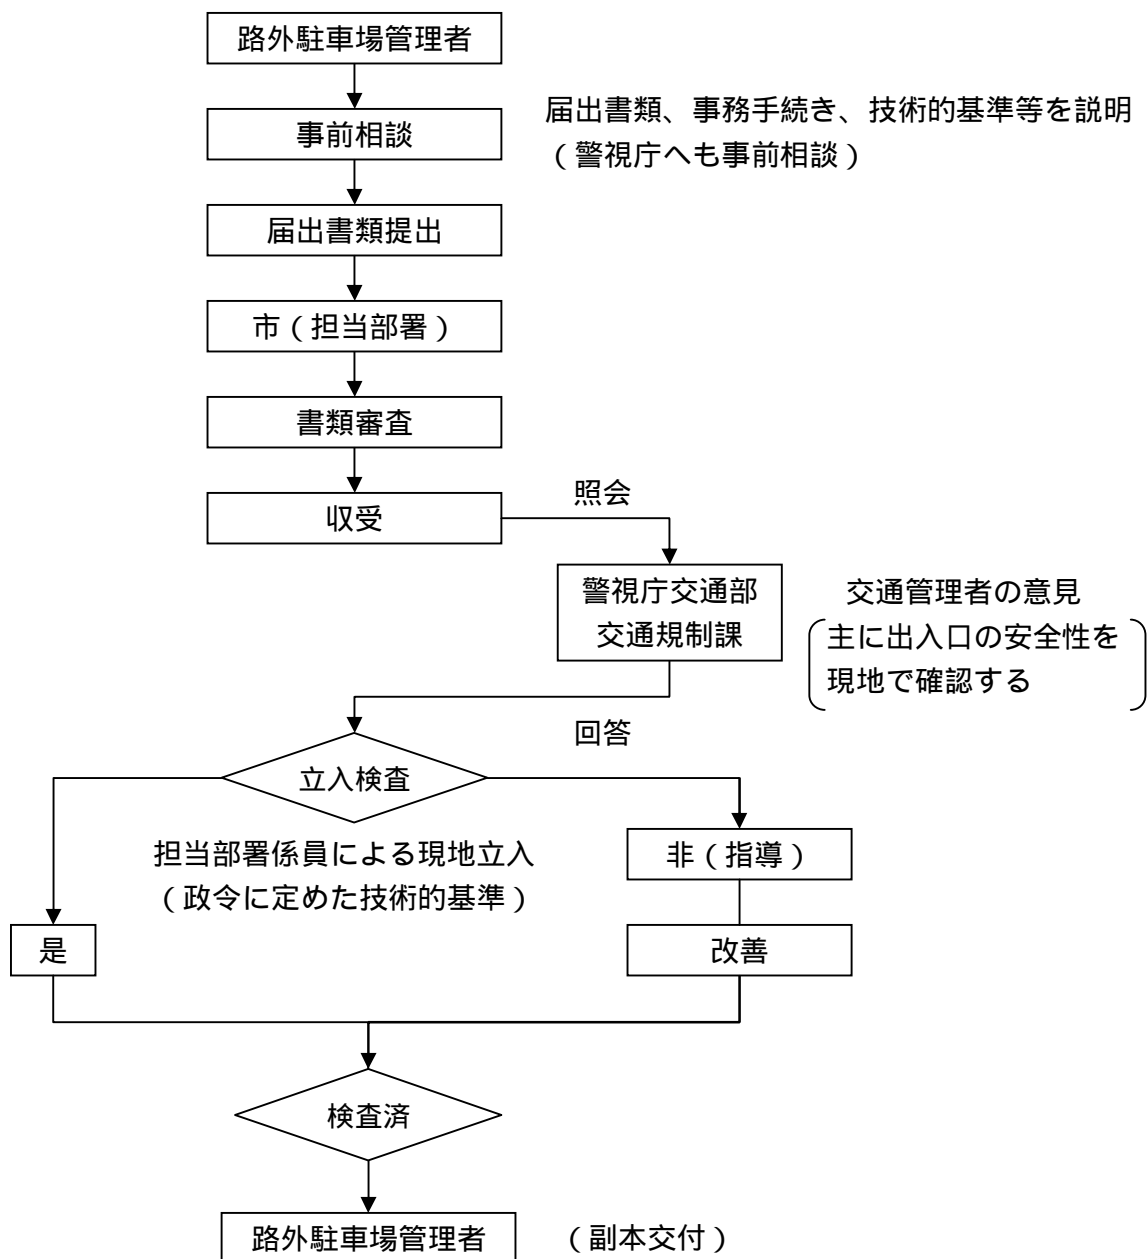 路外駐車場管理者
事前相談
届出書類、事務手続き、技術的基準等を説明
（警視庁へも事前相談）
届出書類提出
市（担当部署）
書類審査
収受
照会
警視庁交通部
交通規制課
交通管理者の意見
主に出入口の安全性を
現地で確認する
回答
立入検査
担当部署係員による現地立入
（政令に定めた技術的基準）
非（指導）
是
改善
検査済
路外駐車場管理者
（副本交付）